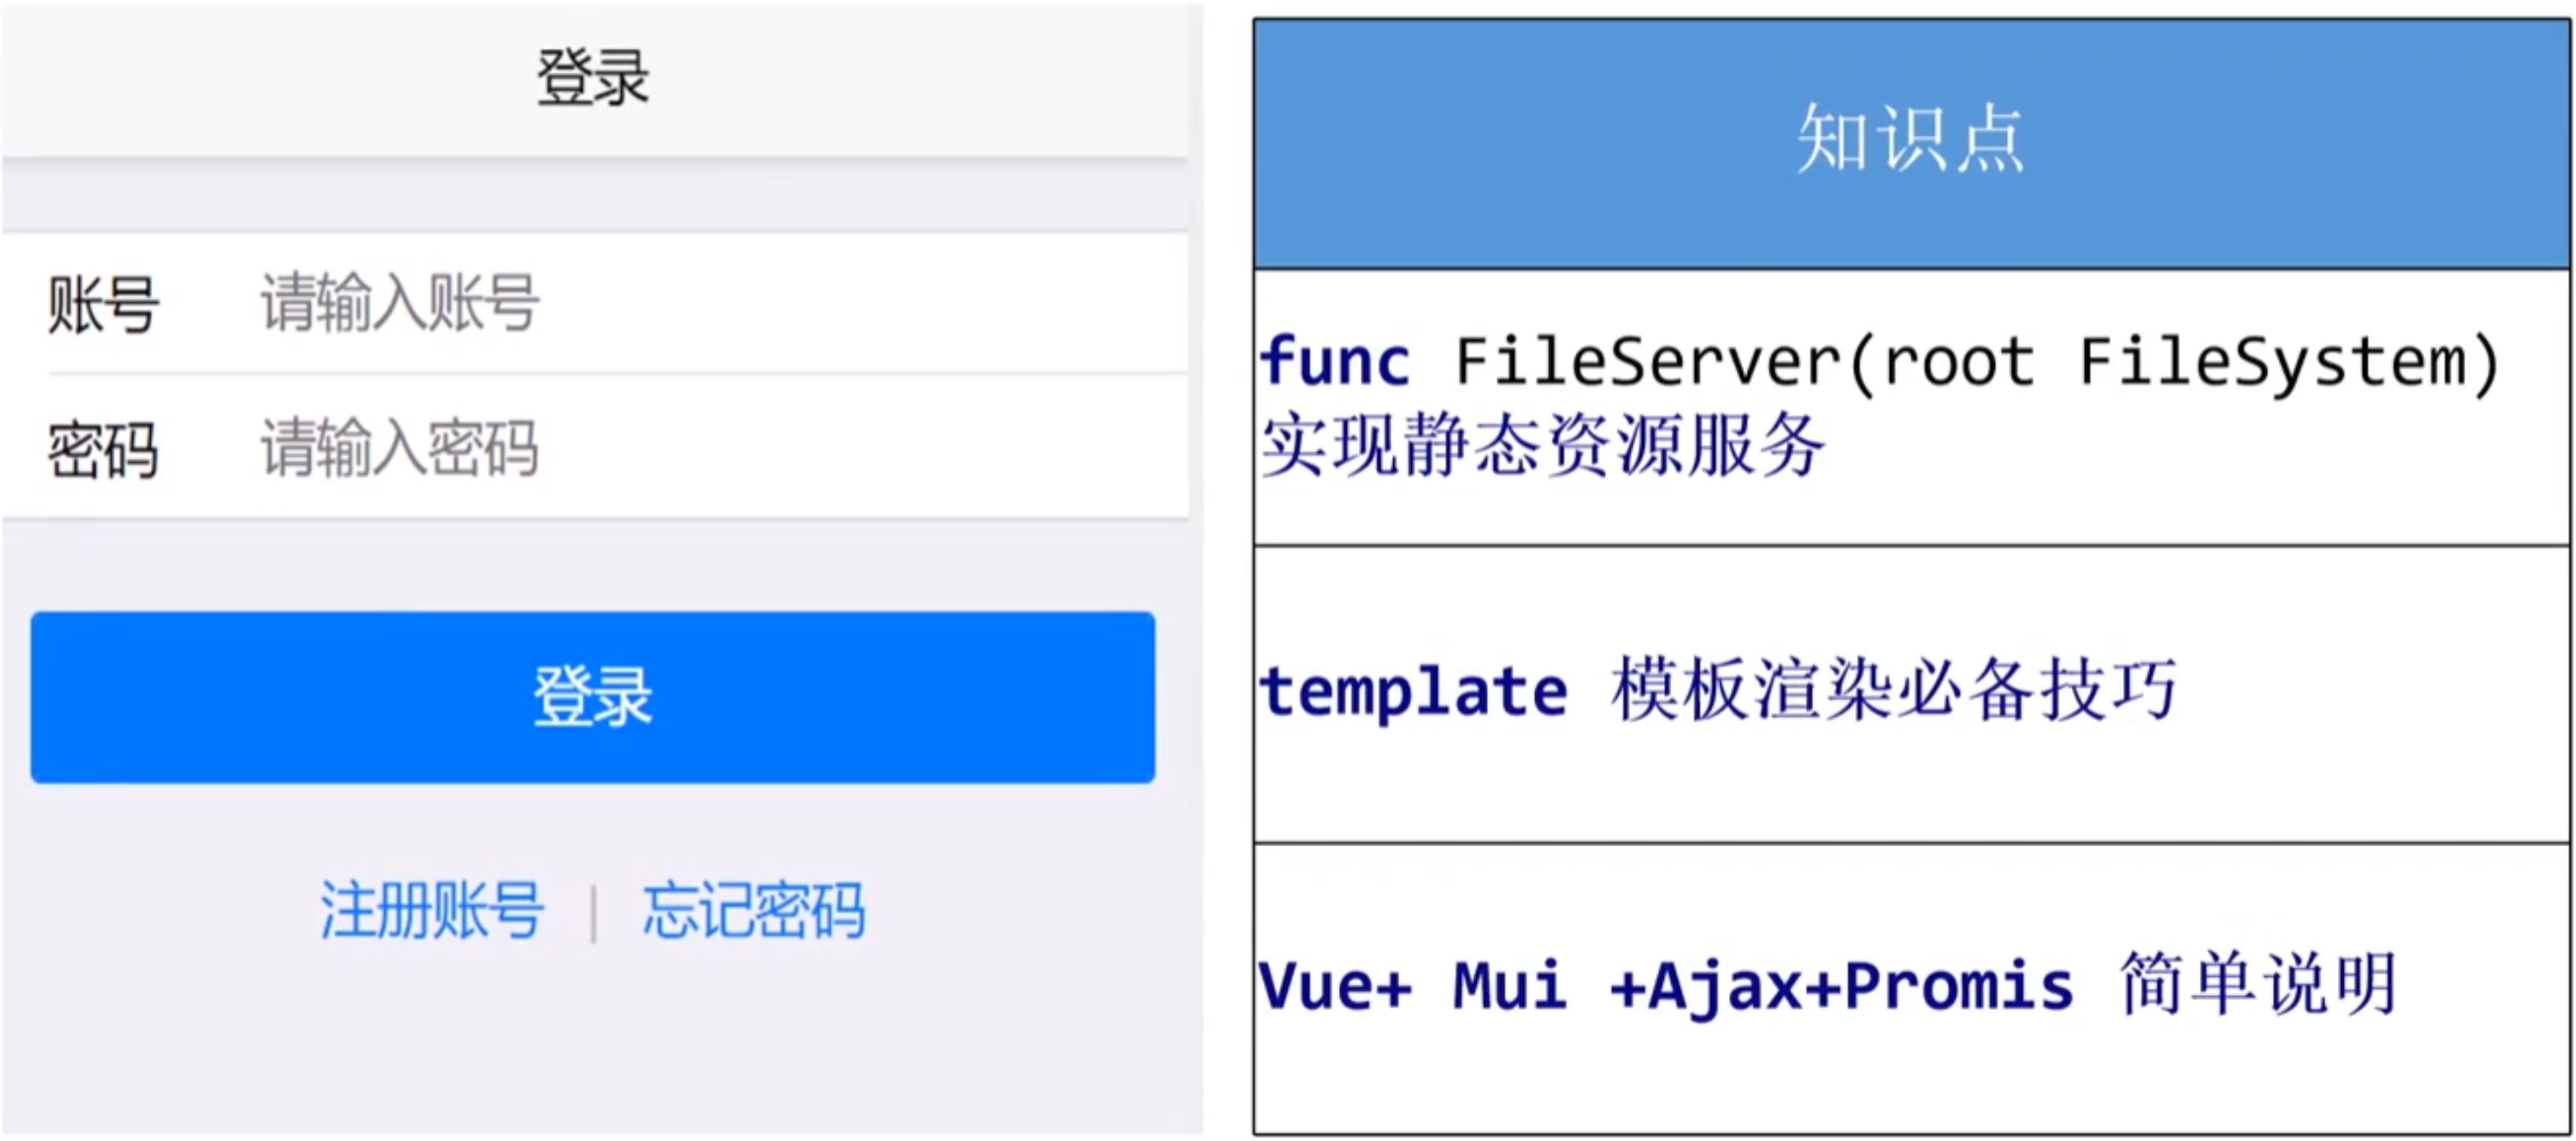 登录
账号 请输入账号
密码 请输入密码
登录
注册账号 | 忘记密码
知识点
func FileServer(root FileSystem)
实现静态资源服务
template 模板渲染必备技巧
Vue+ Mui +Ajax+Promis 简单说明